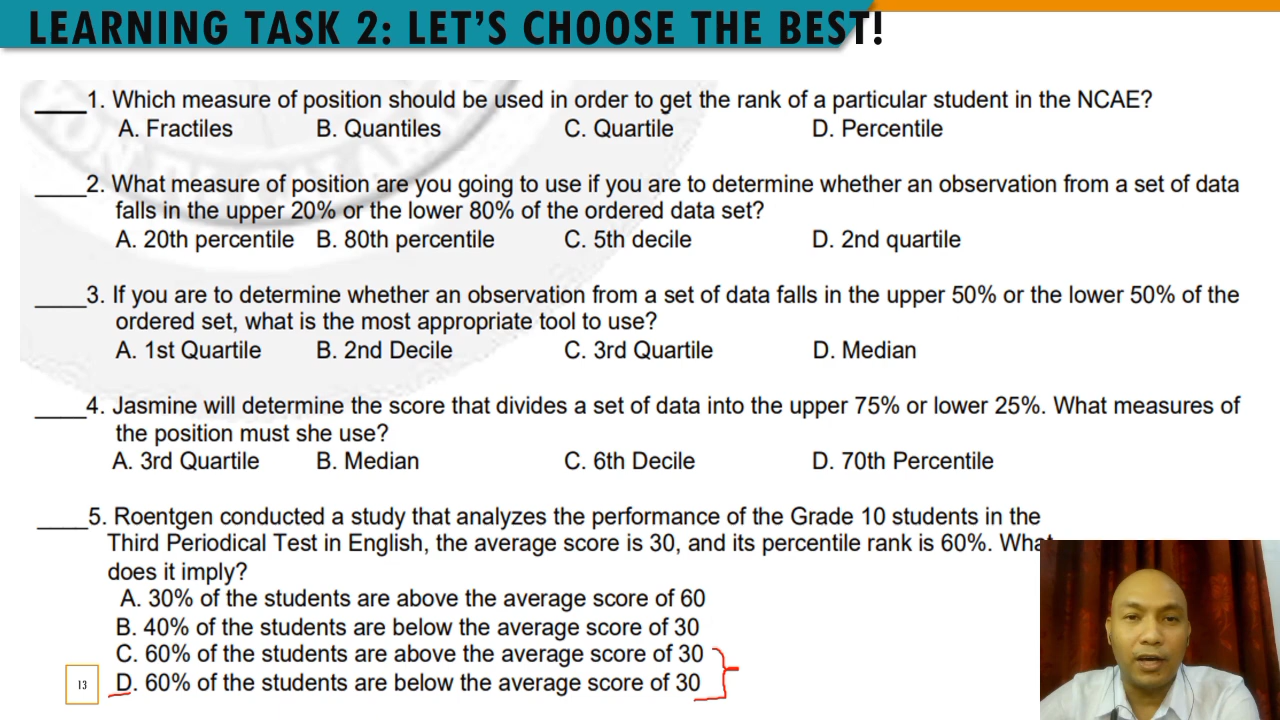 LEARNING TASK 2: LET'S CHOOSE THE BEST!
____1. Which measure of position should be used in order to get the rank of a particular student in the NCAE?
A. Fractiles B. Quantiles C. Quartile D. Percentile
____2. What measure of position are you going to use if you are to determine whether an observation from a set of data
falls in the upper 20% or the lower 80% of the ordered data set?
A. 20th percentile B. 80th percentile C. 5th decile D. 2nd quartile
____3. If you are to determine whether an observation from a set of data falls in the upper 50% or the lower 50% of the
ordered set, what is the most appropriate tool to use?
A. 1st Quartile B. 2nd Decile C. 3rd Quartile D. Median
____4. Jasmine will determine the score that divides a set of data into the upper 75% or lower 25%. What measures of
the position must she use?
A. 3rd Quartile B. Median C. 6th Decile D. 70th Percentile
____5. Roentgen conducted a study that analyzes the performance of the Grade 10 students in the
Third Periodical Test in English, the average score is 30, and its percentile rank is 60%. What
does it imply?
A. 30% of the students are above the average score of 60
B. 40% of the students are below the average score of 30
C. 60% of the students are above the average score of 30
D. 60% of the students are below the average score of 30
13